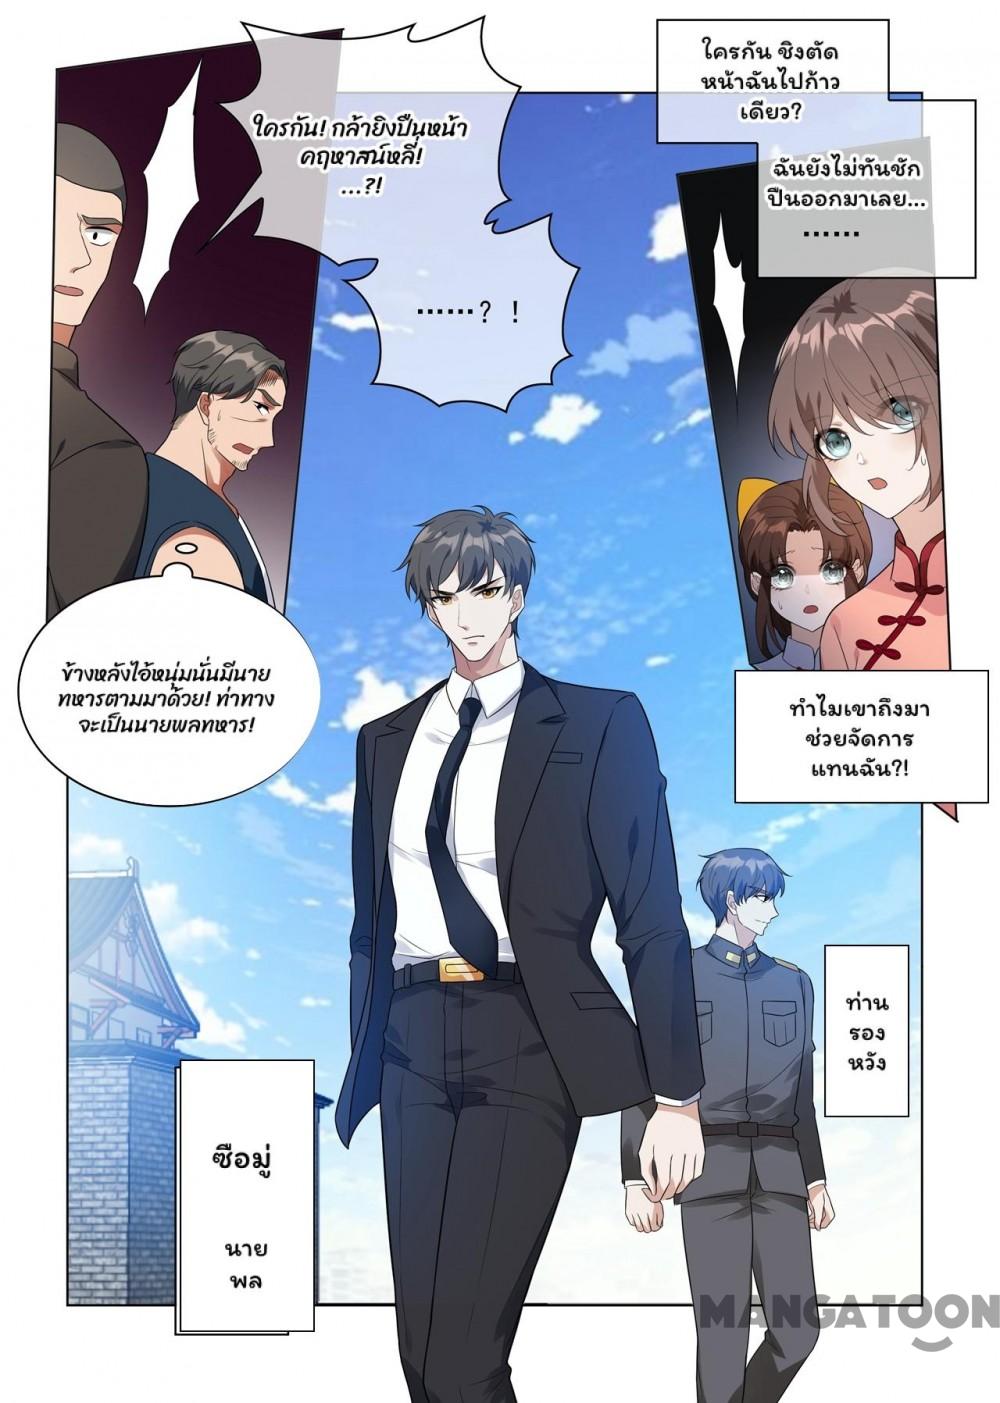 ใครกัน! กล้ายิงปืนหน้า
คฤหาสน์หลี่!
...?!
......? !
ใครกัน ชิงตัด
หน้าฉันไปก้าว
เดียว?
ฉันยังไม่ทันชัก
ปืนออกมาเลย...
......
ข้างหลังไอ้หนุ่มนั่นมีนาย
ทหารตามมาด้วย! ท่าทาง
จะเป็นนายพลทหาร!
ทำไมเขาถึงมา
ช่วยจัดการ
แทนฉัน?!
ท่าน
รอง
หวัง
ซือมู่
นาย
พล
MANGATOON